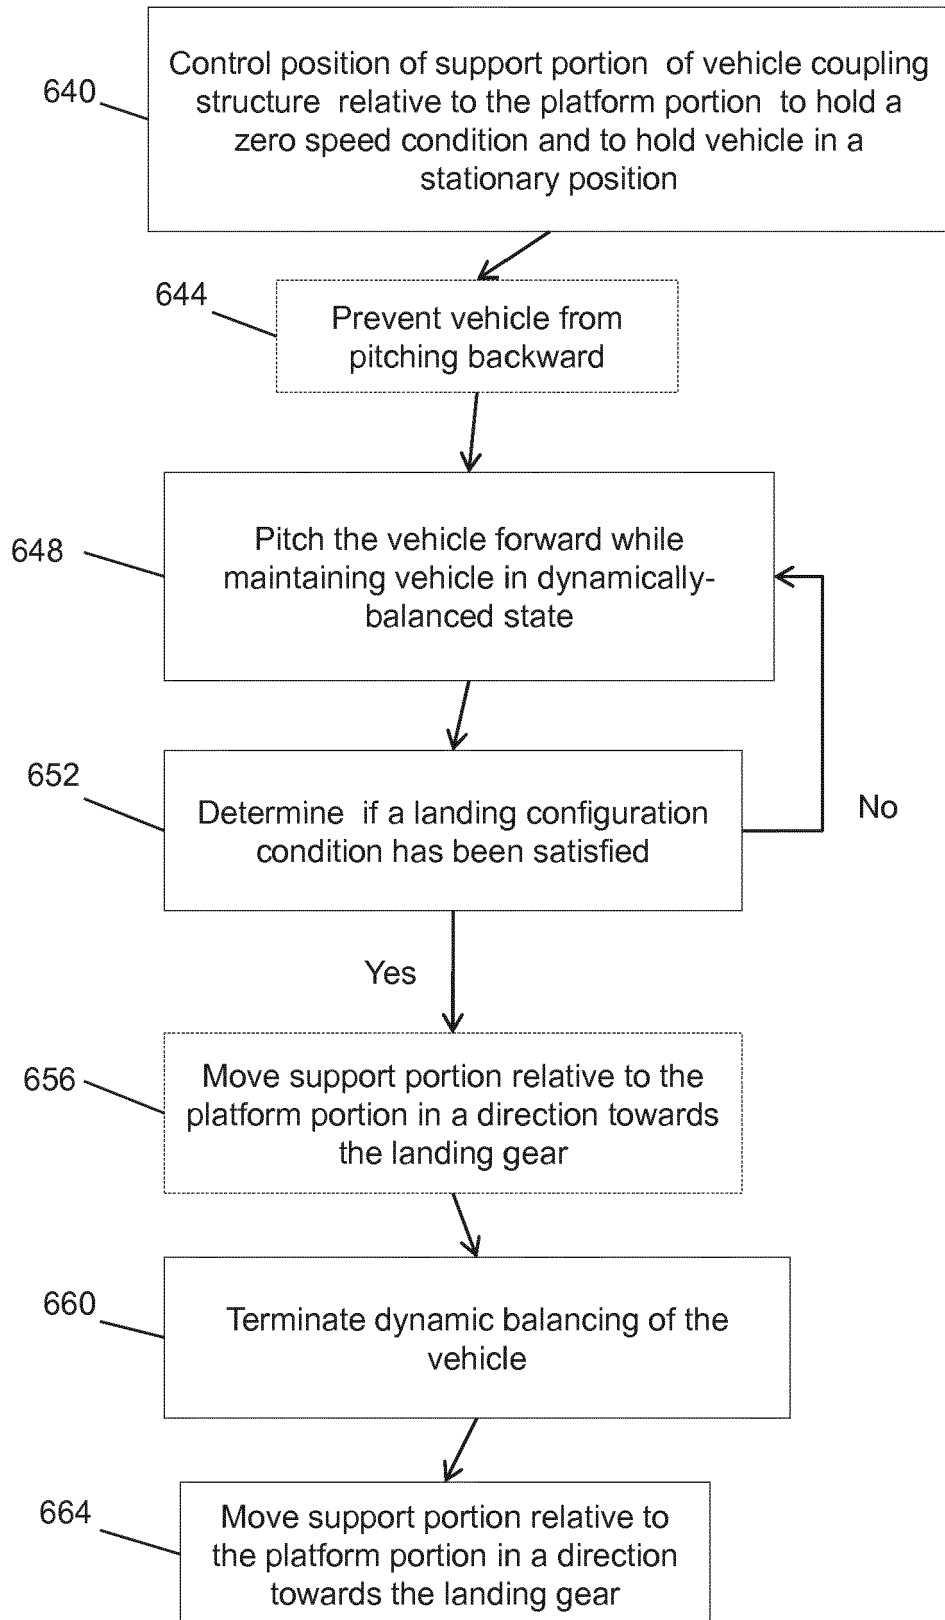 640
Control position of support portion of vehicle coupling
structure relative to the platform portion to hold a
zero speed condition and to hold vehicle in a
stationary position
644
Prevent vehicle from
pitching backward
648
Pitch the vehicle forward while
maintaining vehicle in dynamically-
balanced state
652
Determine if a landing configuration
condition has been satisfied
No
Yes
656
Move support portion relative to the
platform portion in a direction towards
the landing gear
660
Terminate dynamic balancing of the
vehicle
664
Move support portion relative to
the platform portion in a direction
towards the landing gear